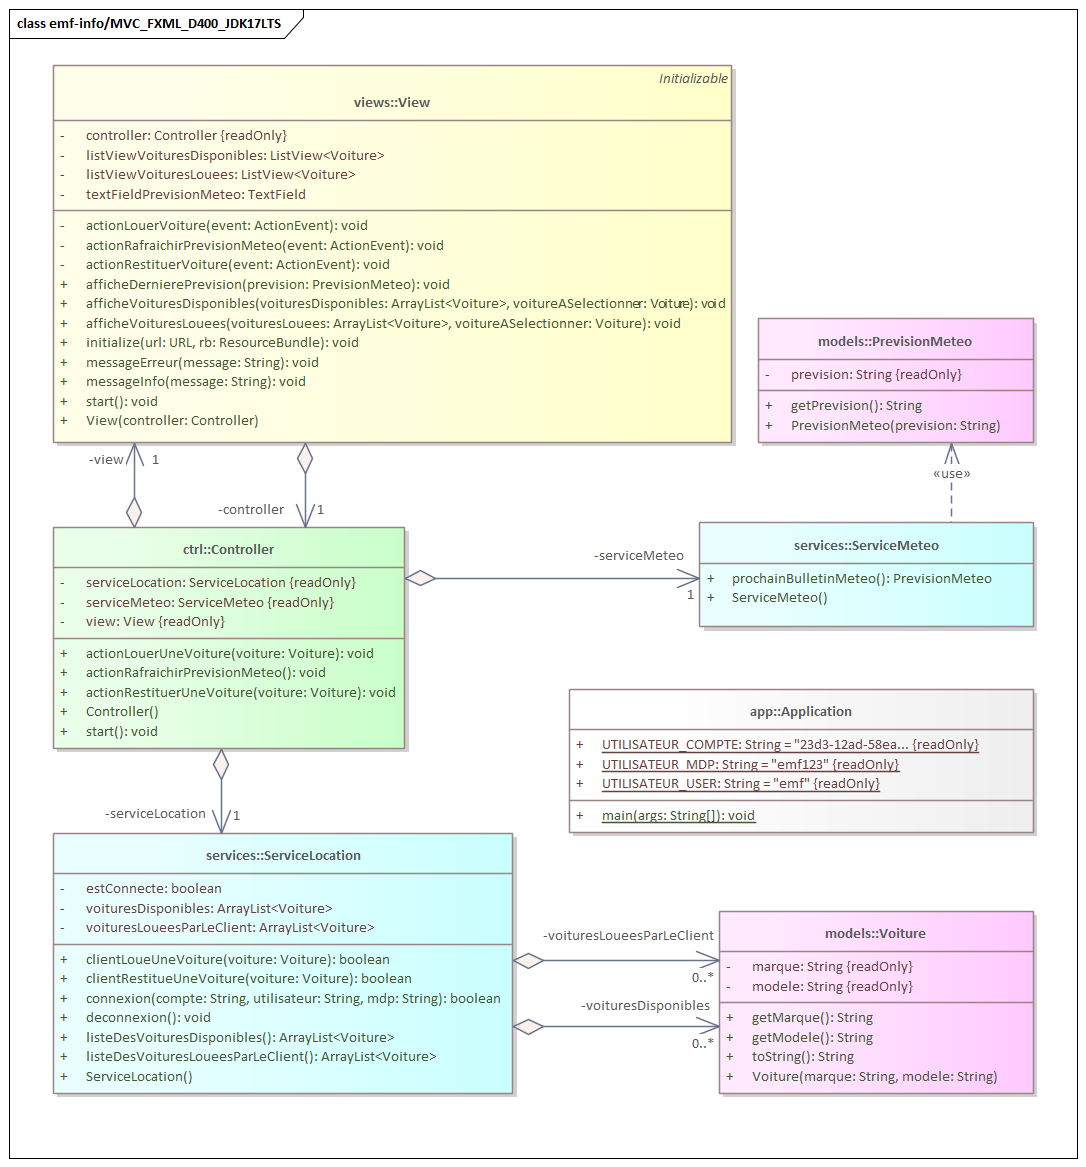 class emf-info/MVC_FXML_D400_JDK17LTS
Initializable
views::View
- controller: Controller {readOnly}
- listViewVoituresDisponibles: ListView<Voiture>
- listViewVoituresLouees: ListView<Voiture>
- textFieldPrevisionMeteo: TextField
- actionLouerVoiture(event: ActionEvent): void
- actionRafraichirPrevisionMeteo(event: ActionEvent): void
- actionRestituerVoiture(event: ActionEvent): void
+ afficheDernierePrevision(prevision: PrevisionMeteo): void
+ afficheVoituresDisponibles(voituresDisponibles: ArrayList<Voiture>, voitureASelectionner: Voiture): void
+ afficheVoituresLouees(voituresLouees: ArrayList<Voiture>, voitureASelectionner: Voiture): void
+ initialize(url: URL, rb: ResourceBundle): void
+ messageErreur(message: String): void
+ messageInfo(message: String): void
+ start(): void
+ View(controller: Controller)
models::PrevisionMeteo
- prevision: String {readOnly}
+ getPrevision(): String
+ PrevisionMeteo(prevision: String)
-view 1
-controller 1
«use»
ctrl::Controller
- serviceLocation: ServiceLocation {readOnly}
- serviceMeteo: ServiceMeteo {readOnly}
- view: View {readOnly}
+ actionLouerUneVoiture(voiture: Voiture): void
+ actionRafraichirPrevisionMeteo(): void
+ actionRestituerUneVoiture(voiture: Voiture): void
+ Controller()
+ start(): void
-serviceMeteo
1
services::ServiceMeteo
+ prochainBulletinMeteo(): PrevisionMeteo
+ ServiceMeteo()
app::Application
+ UTILISATEUR_COMPTE: String = "23d3-12ad-58ea... {readOnly}
+ UTILISATEUR_MDP: String = "emf123" {readOnly}
+ UTILISATEUR_USER: String = "emf" {readOnly}
+ main(args: String[]): void
-serviceLocation 1
services::ServiceLocation
- estConnecte: boolean
- voituresDisponibles: ArrayList<Voiture>
- voituresLoueesParLeClient: ArrayList<Voiture>
+ clientLoueUneVoiture(voiture: Voiture): boolean
+ clientRestitueUneVoiture(voiture: Voiture): boolean
+ connexion(compte: String, utilisateur: String, mdp: String): boolean
+ deconnexion(): void
+ listeDesVoituresDisponibles(): ArrayList<Voiture>
+ listeDesVoituresLoueesParLeClient(): ArrayList<Voiture>
+ ServiceLocation()
-voituresLoueesParLeClient
0..*
-voituresDisponibles
0..*
models::Voiture
- marque: String {readOnly}
- modele: String {readOnly}
+ getMarque(): String
+ getModele(): String
+ toString(): String
+ Voiture(marque: String, modele: String)